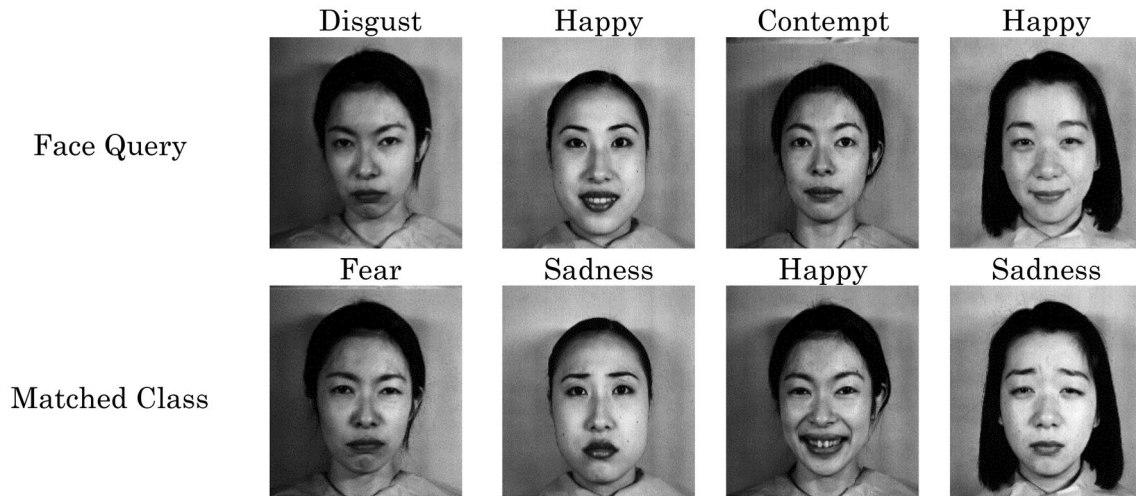 Disgust Happy Contempt Happy
Face Query
Fear Sadness Happy Sadness
Matched Class